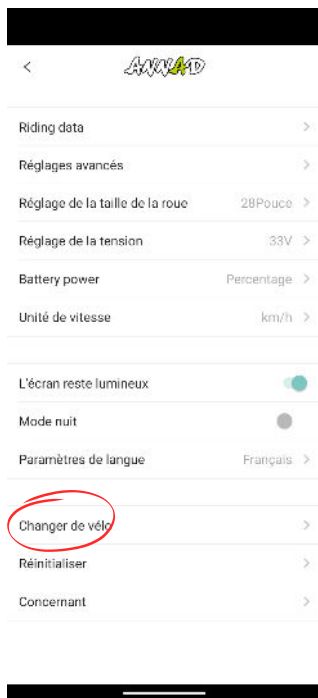 ANNAD
Riding data
Réglages avancés
Réglage de la taille de la roue 28Pouce
Réglage de la tension 33V
Battery power Percentage
Unité de vitesse km/h
L'écran reste lumineux
Mode nuit
Paramètres de langue Français
Changer de vélo
Réinitialiser
Concernant